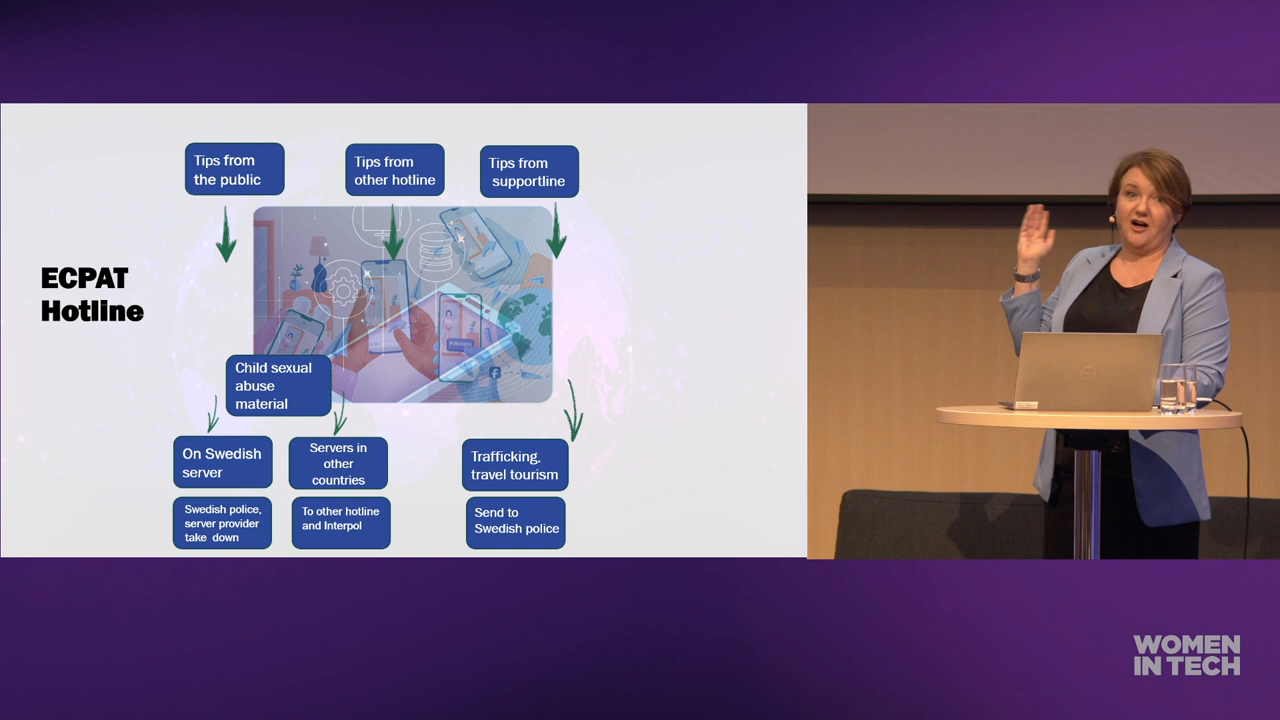 Tips from
the public
Tips from
other hotline
Tips from
supportline
ECPAT
Hotline
Child sexual
abuse
material
On Swedish
server
Servers in
other
countries
Trafficking,
travel tourism
Swedish police,
server provider
take down
To other hotline
and Interpol
Send to
Swedish police
WOMEN
IN TECH